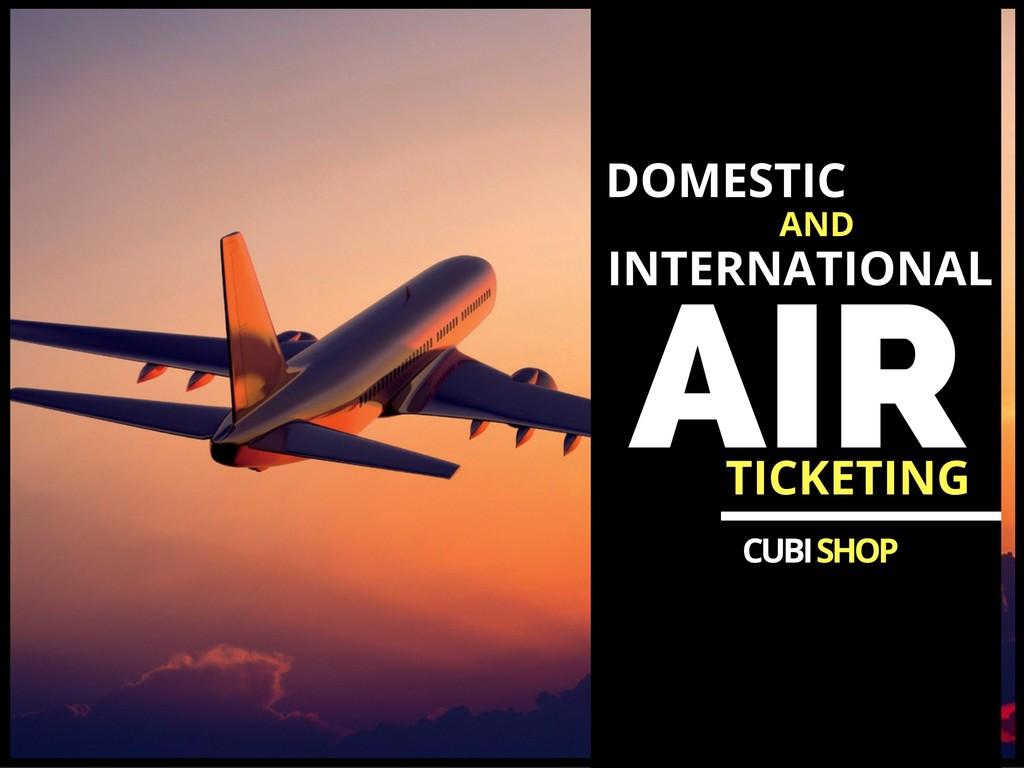 DOMESTIC
AND
INTERNATIONAL
AIR
TICKETING
CUBI SHOP